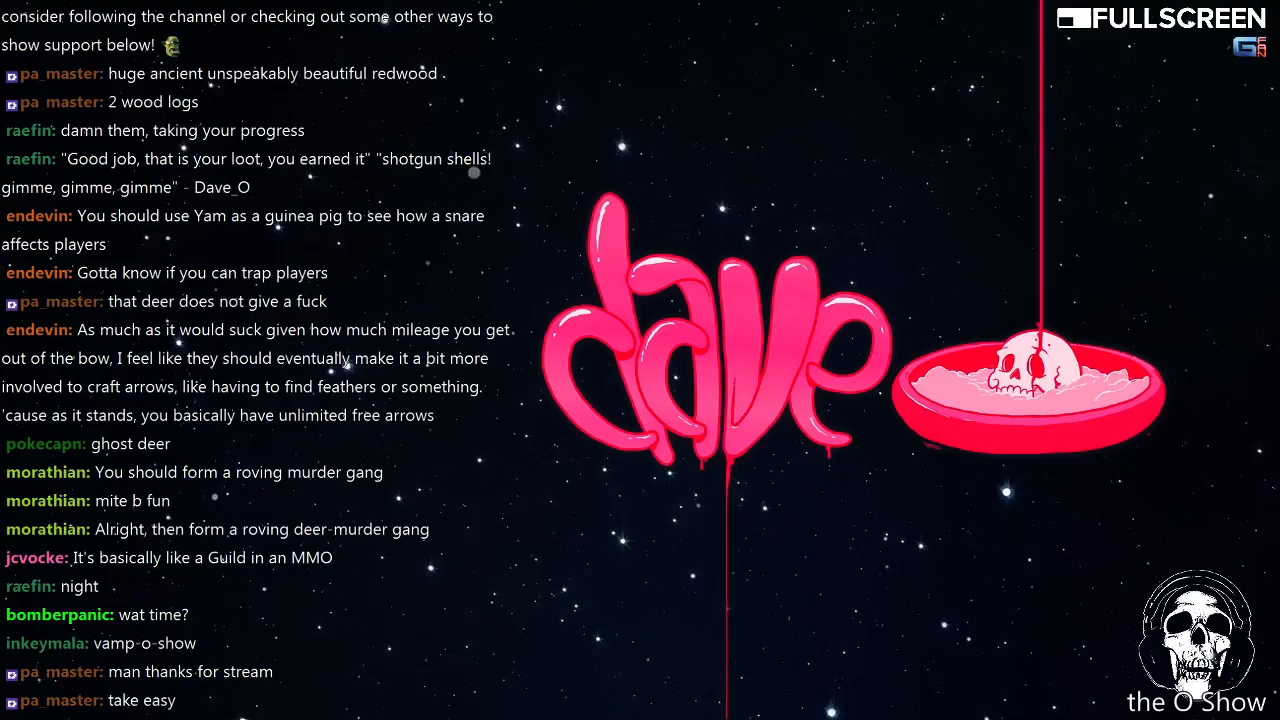 consider following the channel or checking out some other ways to
show support below!
pa_master: huge ancient unspeakably beautiful redwood
pa_master: 2 wood logs
raefin: damn them, taking your progress
raefin: "Good job, that is your loot, you earned it" "shotgun shells!
gimme, gimme, gimme" - Dave_O
endevin: You should use Yam as a guinea pig to see how a snare
affects players
endevin: Gotta know if you can trap players
pa_master: that deer does not give a fuck
endevin: As much as it would suck given how much mileage you get
out of the bow, I feel like they should eventually make it a bit more
involved to craft arrows, like having to find feathers or something.
'cause as it stands, you basically have unlimited free arrows
pokecapn: ghost deer
morathian: You should form a roving murder gang
morathian: mite b fun
morathian: Alright, then form a roving deer-murder gang
jcvocke: It's basically like a Guild in an MMO
raefin: night
bomberpanic: wat time?
inkeymala: vamp-o-show
pa_master: man thanks for stream
pa_master: take easy
dave
FULLSCREEN
the O Show